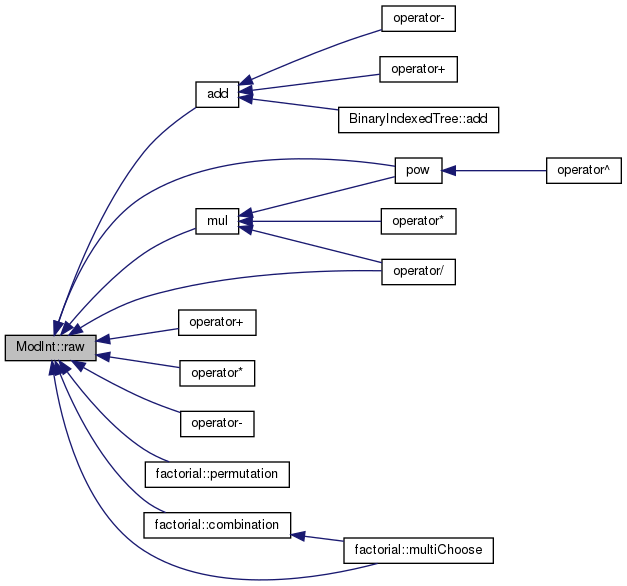 operator-
operator+
add
BinaryIndexedTree::add
pow
operator^
mul
operator*
operator/
operator+
ModInt::raw
operator*
operator-
factorial::permutation
factorial::combination
factorial::multiChoose